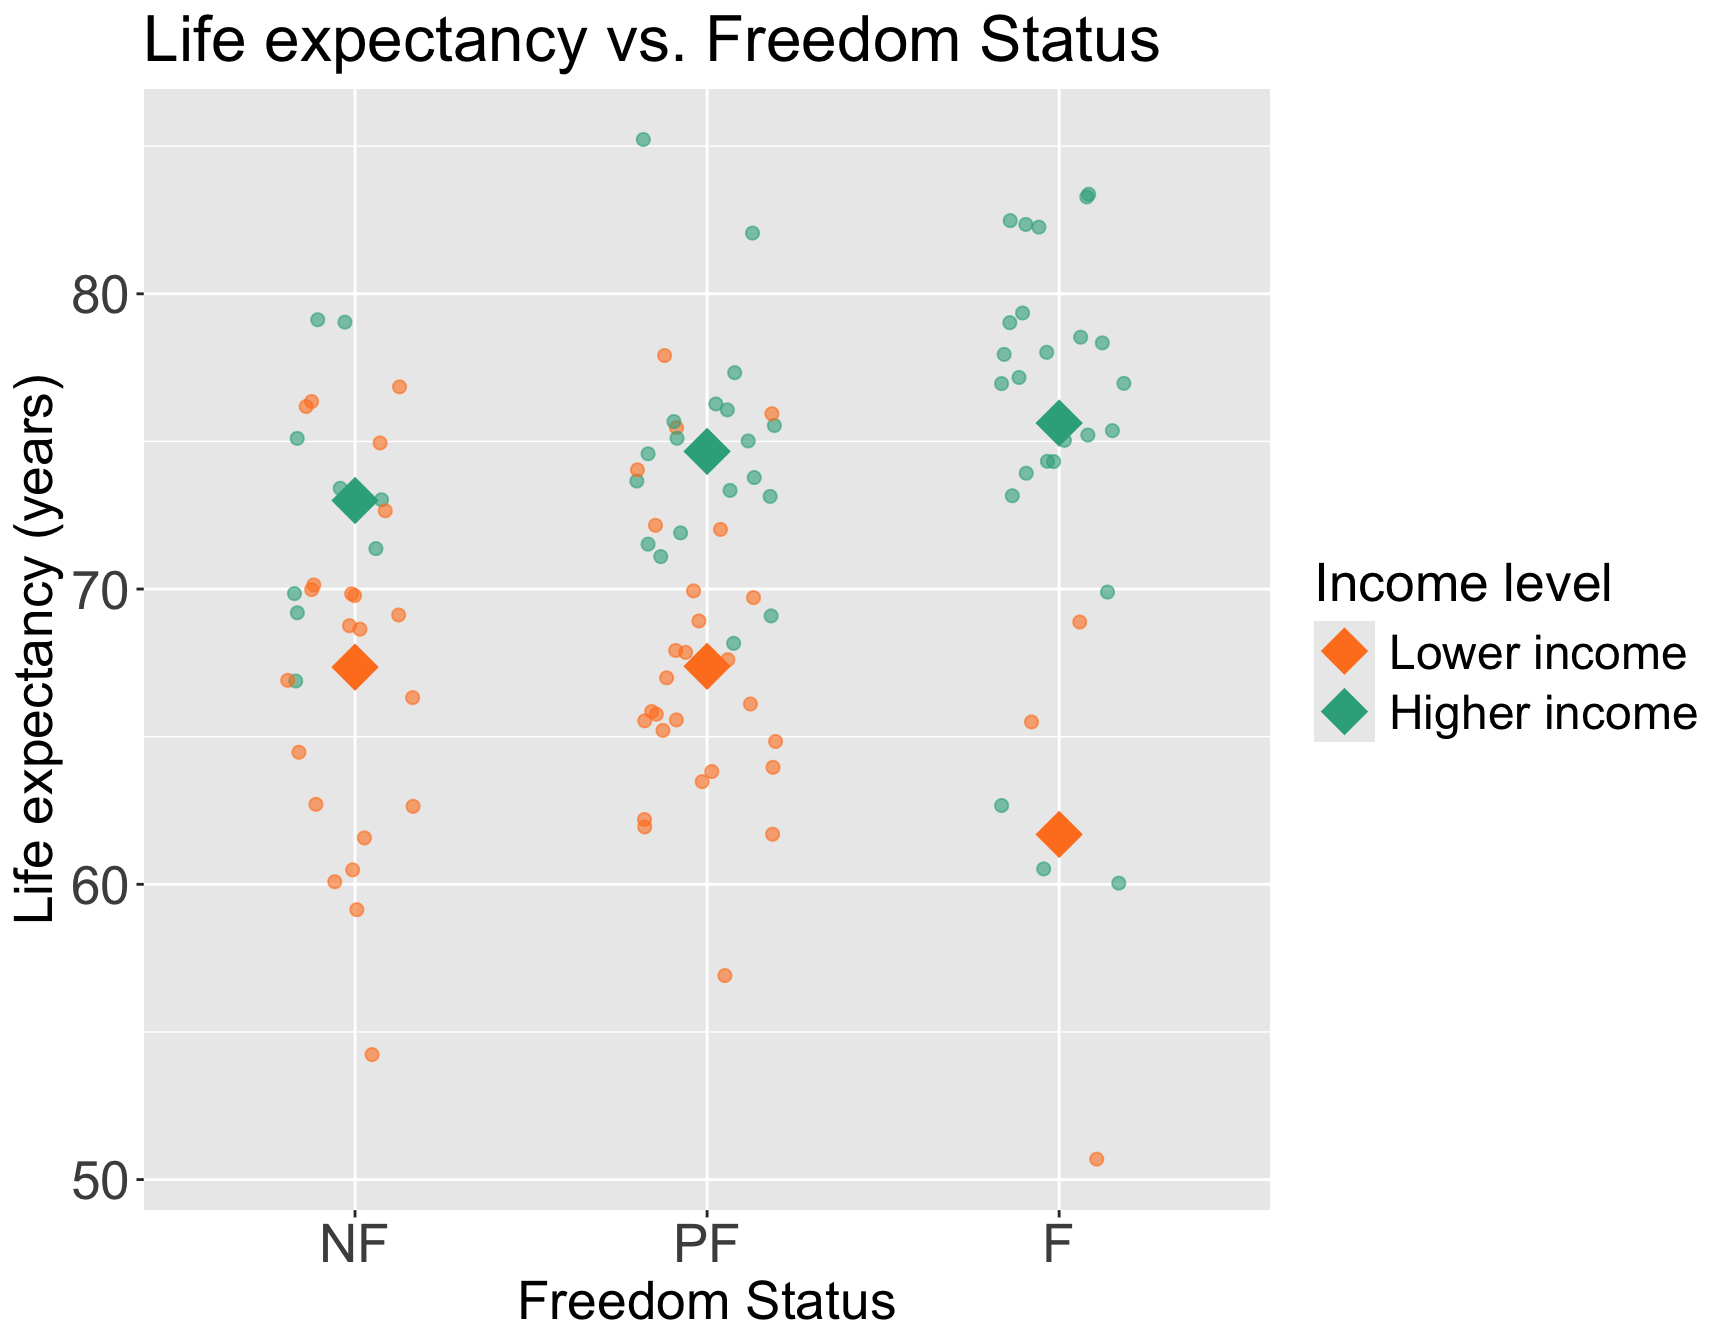 Life expectancy vs. Freedom Status
Life expectancy (years)
80
70
60
50
NF PF F
Freedom Status
Income level
Lower income
Higher income